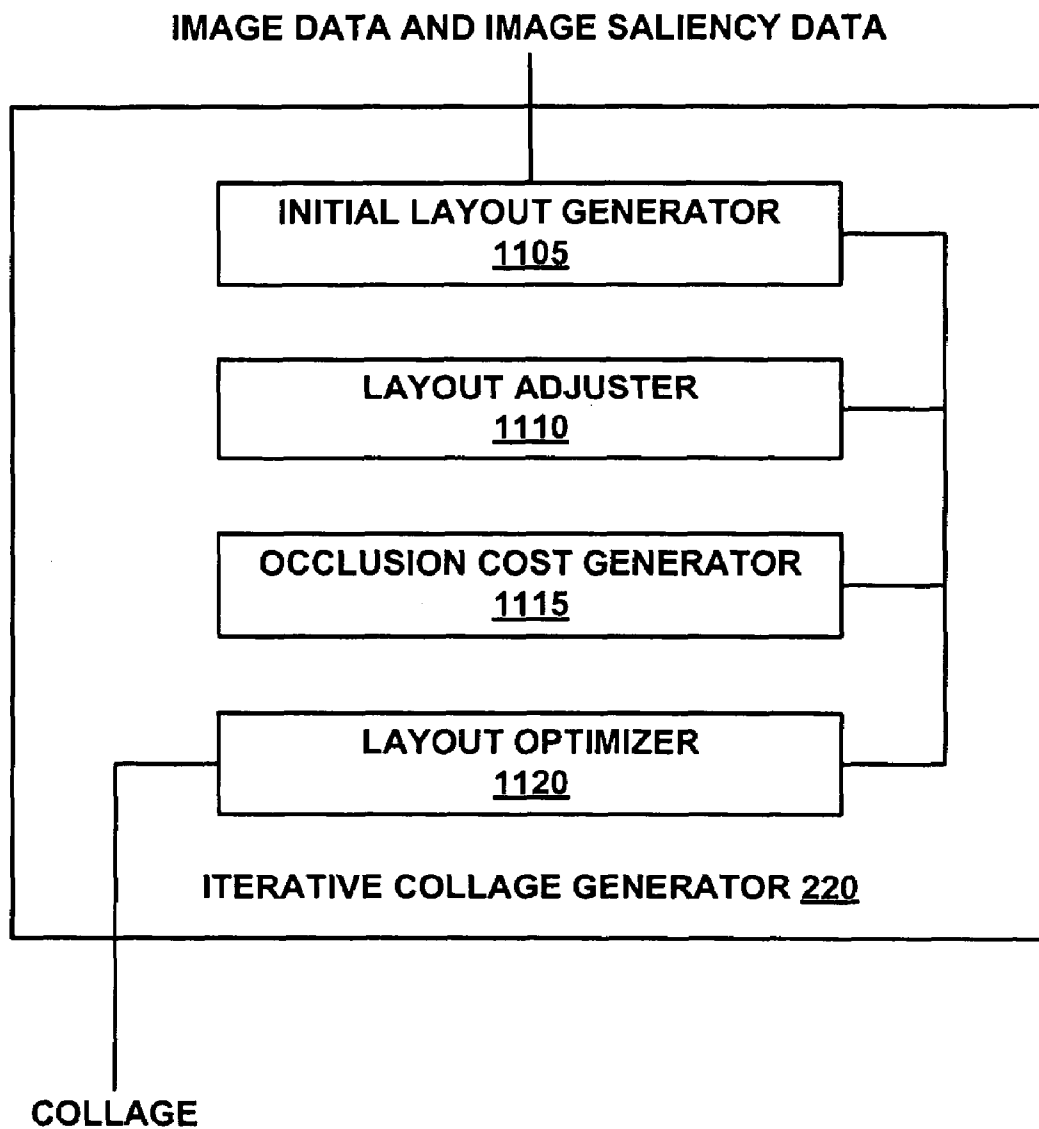 IMAGE DATA AND IMAGE SALIENCY DATA
INITIAL LAYOUT GENERATOR
1105
LAYOUT ADJUSTER
1110
OCCLUSION COST GENERATOR
1115
LAYOUT OPTIMIZER
1120
ITERATIVE COLLAGE GENERATOR 220
COLLAGE